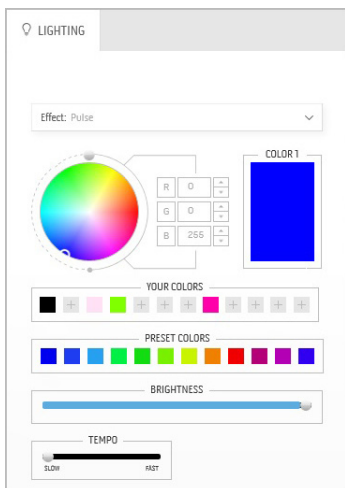 LIGHTING
Effect: Pulse
COLOR 1
R 0
G 0
B 255
YOUR COLORS
PRESET COLORS
BRIGHTNESS
TEMPO
SLOW FAST